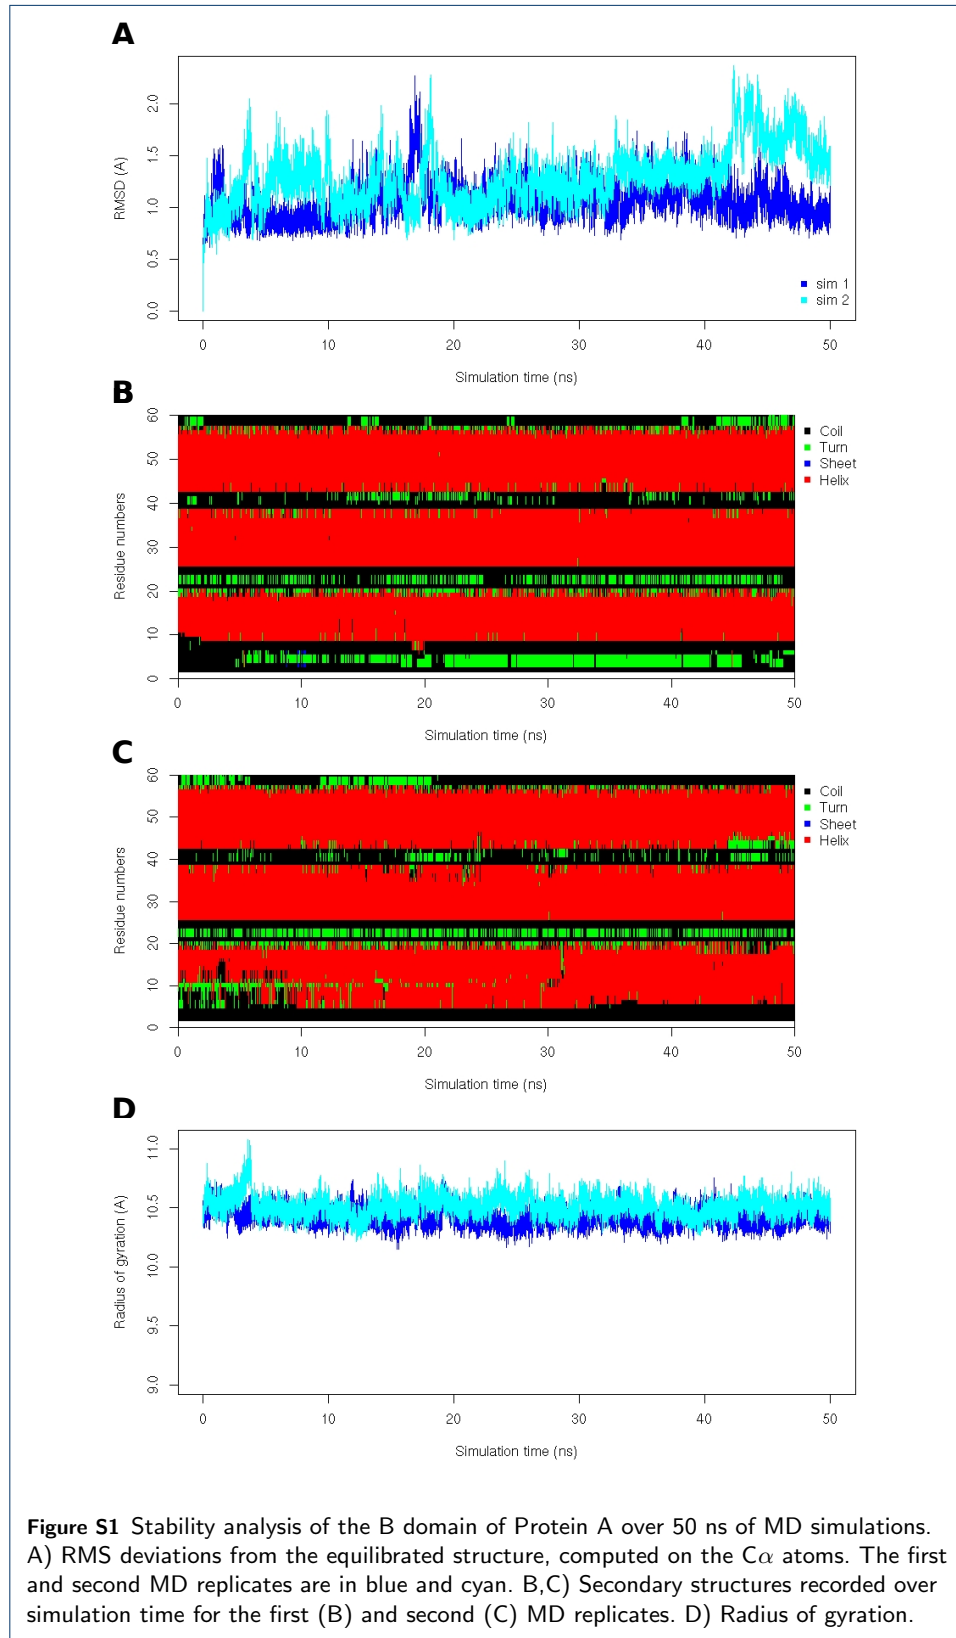 A
RMSD (A)
2.0
1.5
1.0
0.5
0.0
sim 1
sim 2
0 10 20 30 40 50
Simulation time (ns)
B
Residue numbers
60
50
40
30
20
10
0
Coil
Turn
Sheet
Helix
0 10 20 30 40 50
Simulation time (ns)
C
Residue numbers
60
50
40
30
20
10
0
Coil
Turn
Sheet
Helix
0 10 20 30 40 50
Simulation time (ns)
D
Radius of gyration (A)
11.0
10.5
10.0
9.5
9.0
0 10 20 30 40 50
Simulation time (ns)
Figure S1 Stability analysis of the B domain of Protein A over 50 ns of MD simulations.
A) RMS deviations from the equilibrated structure, computed on the Cα atoms. The first
and second MD replicates are in blue and cyan. B,C) Secondary structures recorded over
simulation time for the first (B) and second (C) MD replicates. D) Radius of gyration.